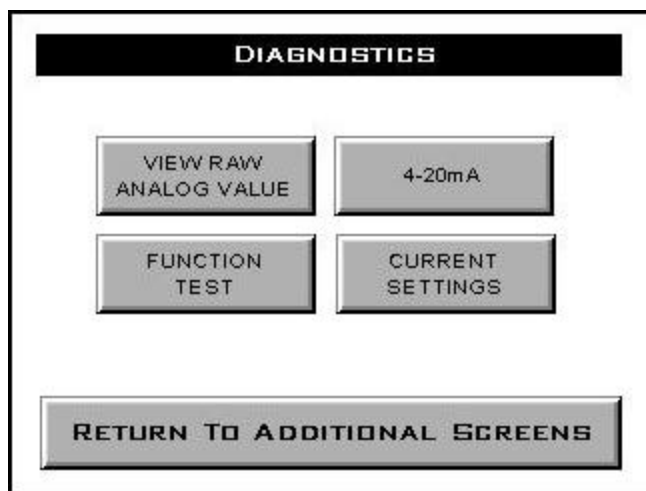 DIAGNOSTICS
VIEW RAW
ANALOG VALUE
4-20mA
FUNCTION
TEST
CURRENT
SETTINGS
RETURN TO ADDITIONAL SCREENS